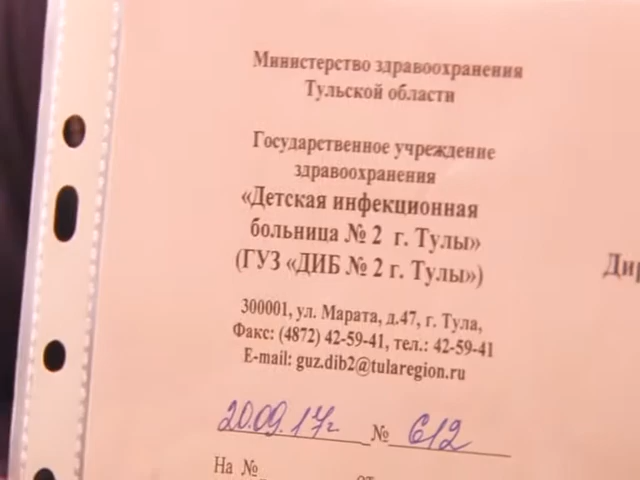 Министерство здравоохранения
Тульской области
Государственное учреждение
здравоохранения
«Детская инфекционная
больница № 2 г. Тулы»
(ГУЗ «ДИБ № 2 г. Тулы»)
300001, ул. Марата, д.47, г. Тула,
Факс: (4872) 42-59-41, тел.: 42-59-41
E-mail: guz.dib2@tularegion.ru
20.09.17г. № 612
На № от
Дир